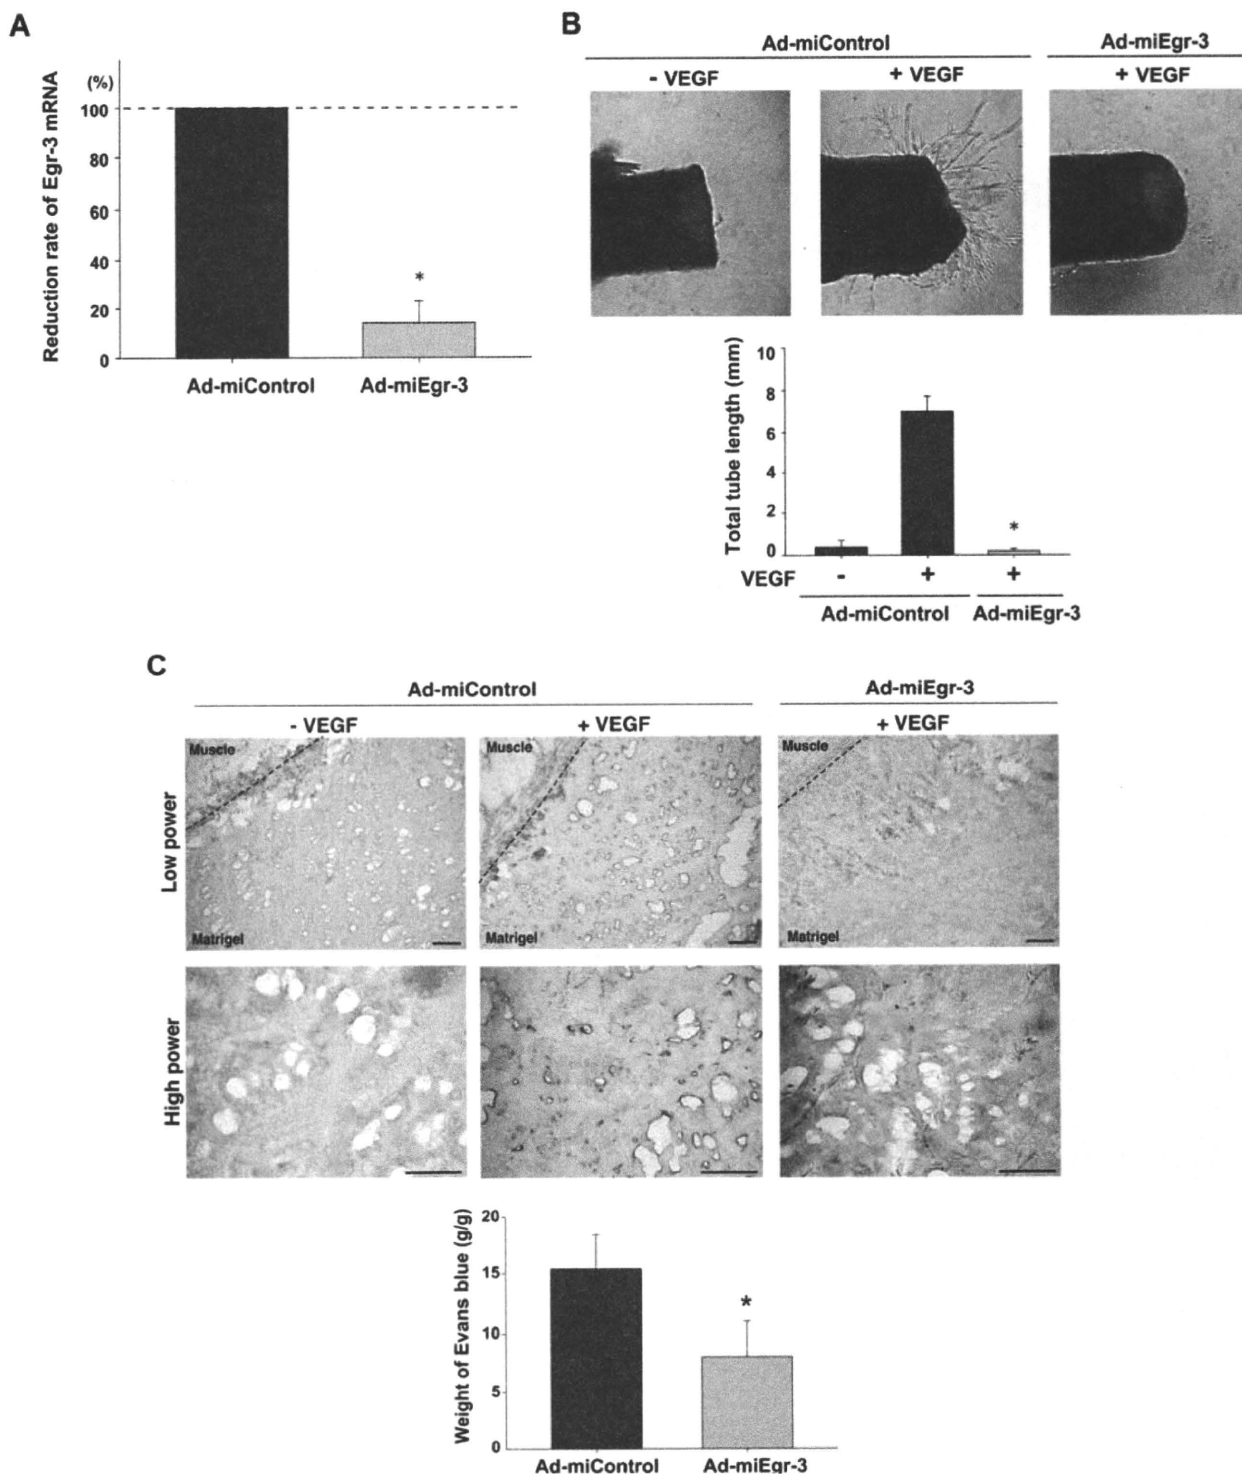 A
(%)
100
80
60
40
20
0
Reduction rate of Egr-3 mRNA
*
Ad-miControl
Ad-miEgr-3
B
Ad-miControl
Ad-miEgr-3
- VEGF
+ VEGF
+ VEGF
10
8
6
4
2
0
Total tube length (mm)
*
VEGF - + +
Ad-miControl
Ad-miEgr-3
C
Ad-miControl
Ad-miEgr-3
- VEGF
+ VEGF
+ VEGF
Low power
Muscle
Matrigel
Muscle
Matrigel
Muscle
Matrigel
High power
20
15
10
5
0
Weight of Evans blue (g/g)
*
Ad-miControl
Ad-miEgr-3